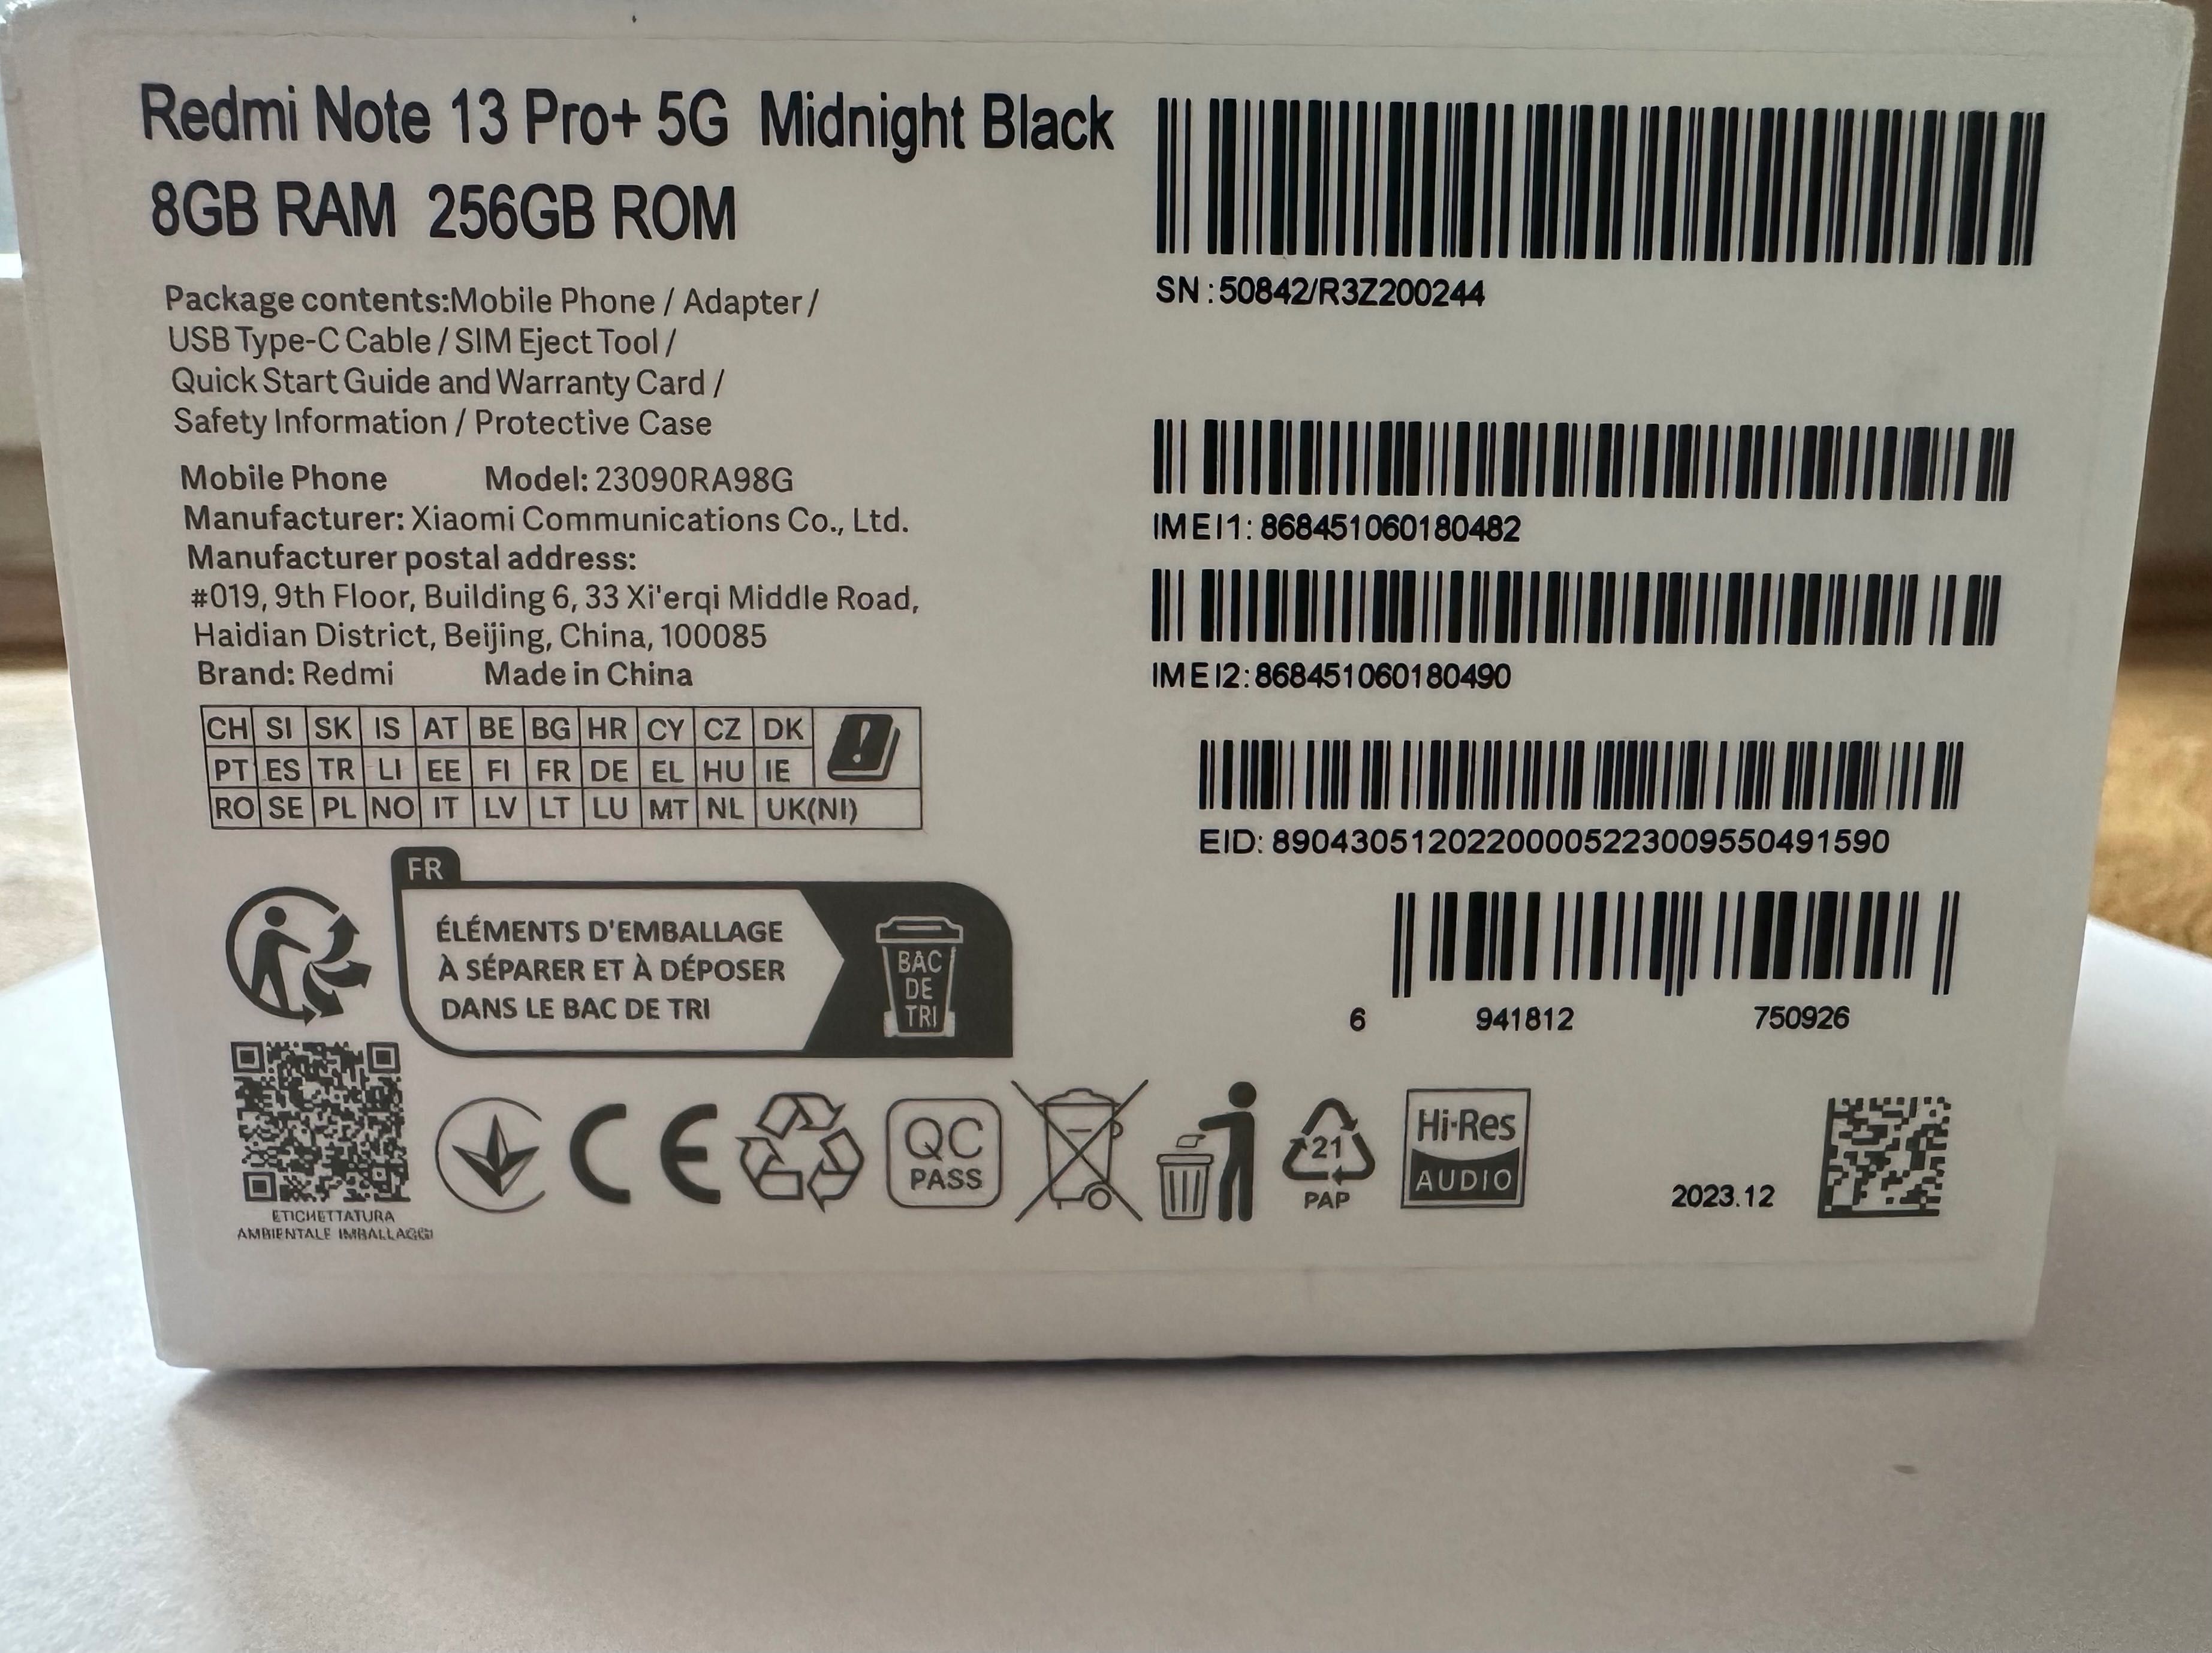 Redmi Note 13 Pro+ 5G Midnight Black
8GB RAM 256GB ROM
Package contents:Mobile Phone / Adapter /
USB Type-C Cable / SIM Eject Tool /
Quick Start Guide and Warranty Card /
Safety Information / Protective Case
Mobile Phone Model: 23090RA98G
Manufacturer: Xiaomi Communications Co., Ltd.
Manufacturer postal address:
#019, 9th Floor, Building 6, 33 Xi'erqi Middle Road,
Haidian District, Beijing, China, 100085
Brand: Redmi Made in China
CH SI SK IS AT BE BG HR CY CZ DK
PT ES TR LI EE FI FR DE EL HU IE
RO SE PL NO IT LV LT LU MT NL UK(NI)
FR
ÉLÉMENTS D'EMBALLAGE
À SÉPARER ET À DÉPOSER
DANS LE BAC DE TRI
BAC
DE
TRI
ETICHETTATURA
AMBIENTALE IMBALLAGGI
CE
QC
PASS
21
PAP
Hi-Res
AUDIO
SN:50842/R3Z200244
IMEI1: 868451060180482
IMEI2:868451060180490
EID: 89043051202200005223009550491590
6 941812 750926
2023.12